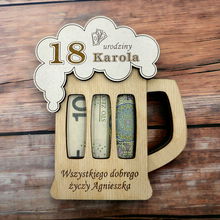 18 urodziny
Karola
10
Wszystkiego dobrego
życzy Agnieszka